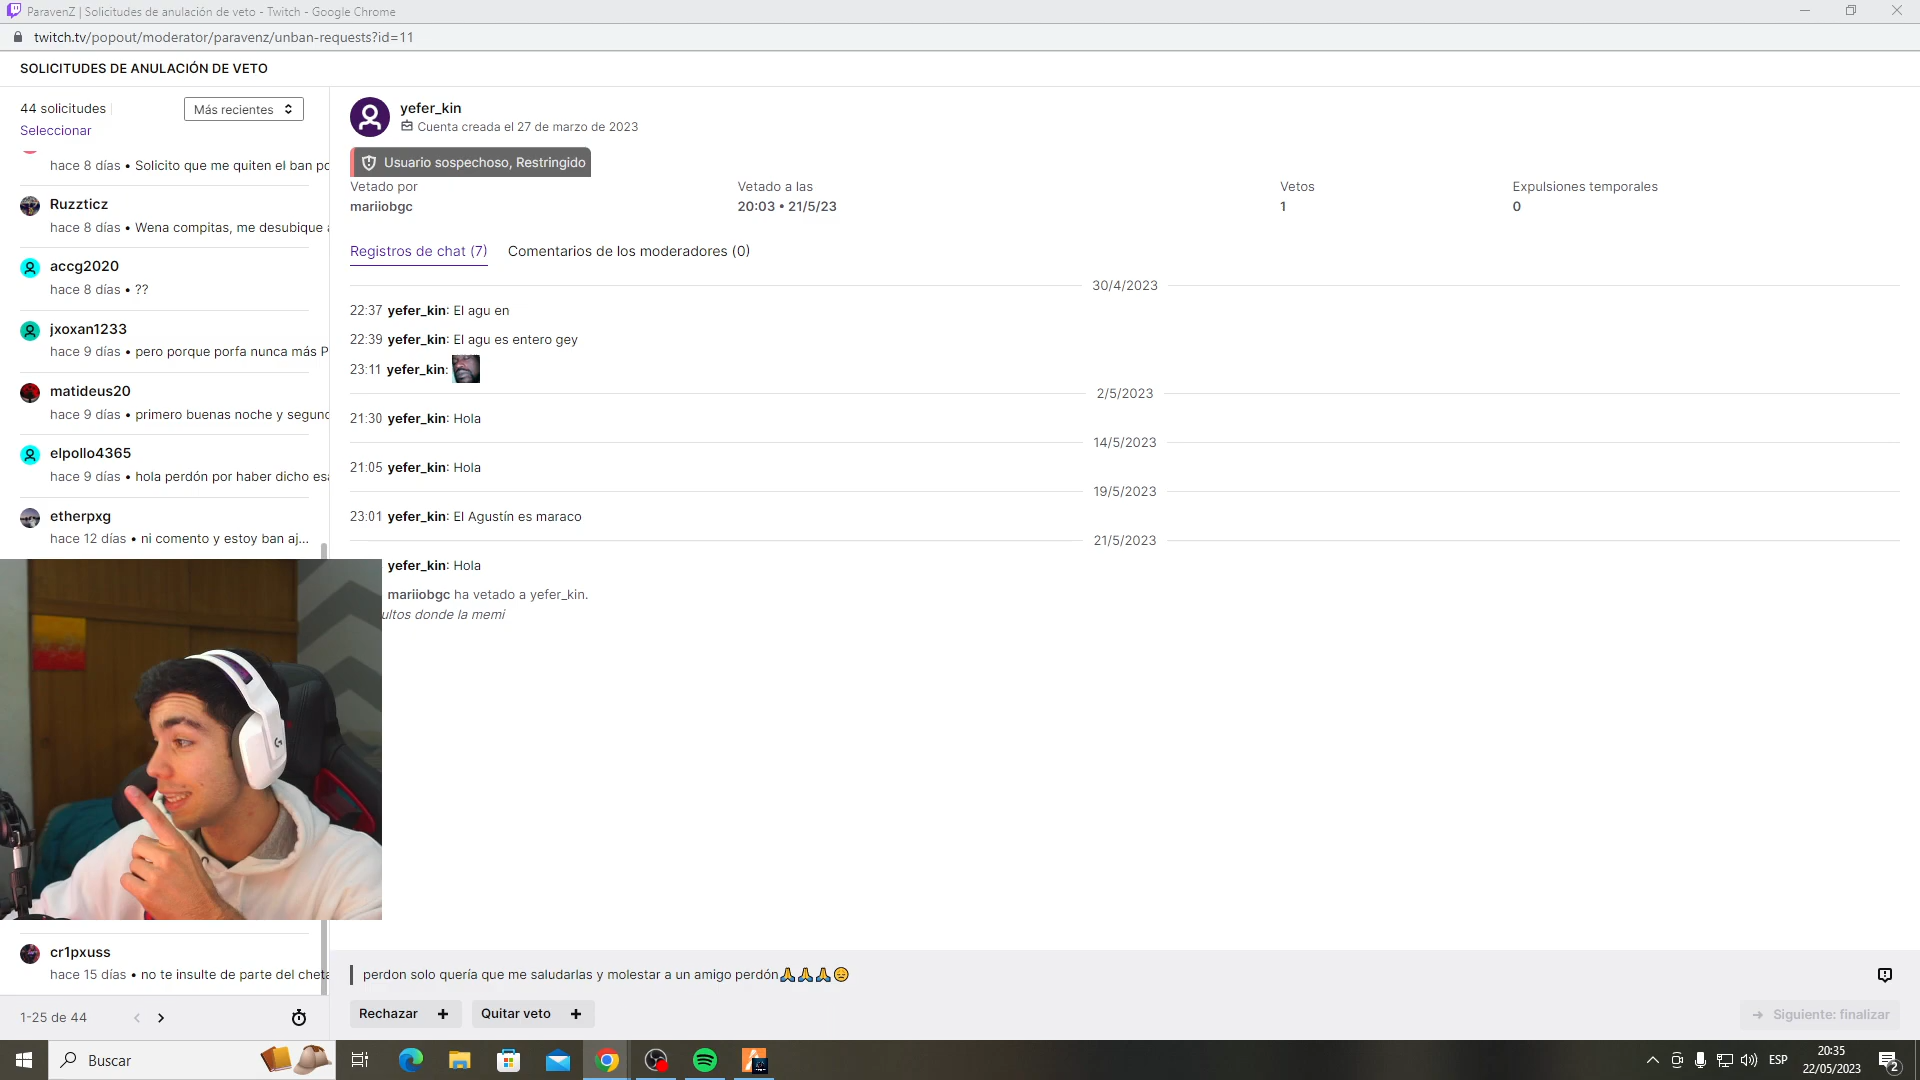 ParavenZ | Solicitudes de anulación de veto - Twitch - Google Chrome
twitch.tv/popout/moderator/paravenz/unban-requests?id=11
SOLICITUDES DE ANULACIÓN DE VETO
44 solicitudes
Más recientes
Seleccionar
hace 8 días • Solicito que me quiten el ban po
Ruzzticz
hace 8 días • Wena compitas, me desubique a
accg2020
hace 8 días • ??
jxoxan1233
hace 9 días • pero porque porfa nunca más P
matideus20
hace 9 días • primero buenas noche y segund
elpollo4365
hace 9 días • hola perdón por haber dicho esa
etherpxg
hace 12 días • ni comento y estoy ban aj...
cr1pxuss
hace 15 días • no te insulte de parte del cheta
1-25 de 44
yefer_kin
Cuenta creada el 27 de marzo de 2023
Usuario sospechoso, Restringido
Vetado por
mariiobgc
Vetado a las
20:03 • 21/5/23
Vetos
1
Expulsiones temporales
0
Registros de chat (7)
Comentarios de los moderadores (0)
30/4/2023
22:37 yefer_kin: El agu en
22:39 yefer_kin: El agu es entero gey
23:11 yefer_kin:
2/5/2023
21:30 yefer_kin: Hola
14/5/2023
21:05 yefer_kin: Hola
19/5/2023
23:01 yefer_kin: El Agustín es maraco
21/5/2023
yefer_kin: Hola
mariiobgc ha vetado a yefer_kin.
ultos donde la memi
perdon solo quería que me saludarlas y molestar a un amigo perdón🙏🙏🙏😞
Rechazar +
Quitar veto +
→ Siguiente: finalizar
Buscar
ESP
20:35
22/05/2023
2